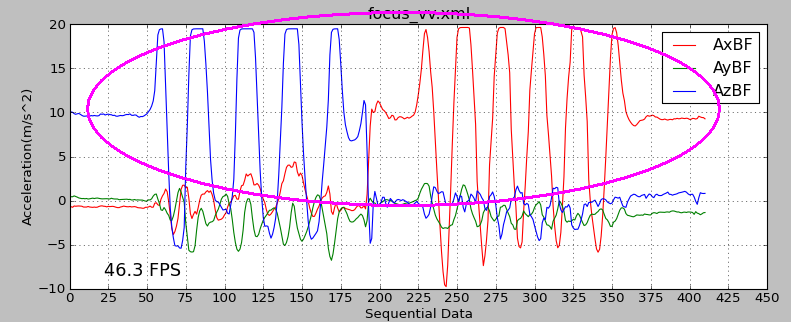 focus_vv.xml
20
15
10
5
0
−5
−10
Acceleration(m/s^2)
AxBF
AyBF
AzBF
46.3 FPS
0 25 50 75 100 125 150 175 200 225 250 275 300 325 350 375 400 425 450
Sequential Data